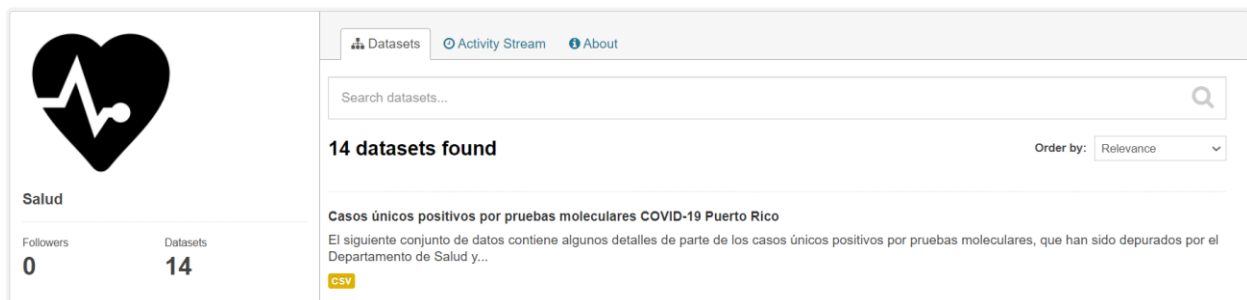 Salud
Followers
0
Datasets
14
Datasets
Activity Stream
About
Search datasets...
14 datasets found
Order by: Relevance
Casos únicos positivos por pruebas moleculares COVID-19 Puerto Rico
El siguiente conjunto de datos contiene algunos detalles de parte de los casos únicos positivos por pruebas moleculares, que han sido depurados por el
Departamento de Salud y...
CSV